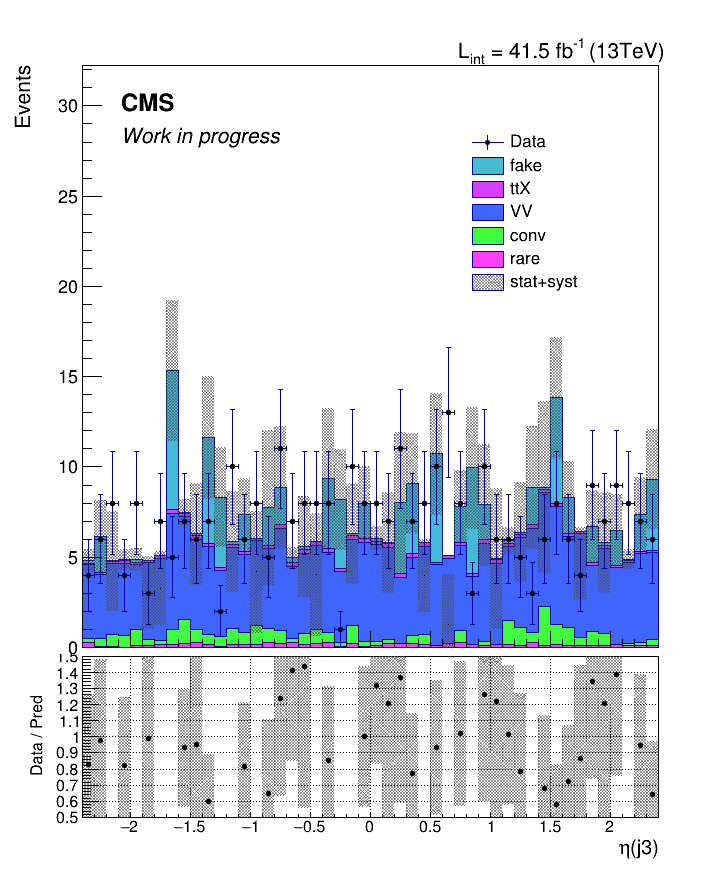 L_int = 41.5 fb^-1 (13TeV)
Events
CMS
Work in progress
Data
fake
ttX
VV
conv
rare
stat+syst
30
25
20
15
10
5
0
Data / Pred
1.5
1.4
1.3
1.2
1.1
1
0.9
0.8
0.7
0.6
0.5
−2 −1.5 −1 −0.5 0 0.5 1 1.5 2
η(j3)